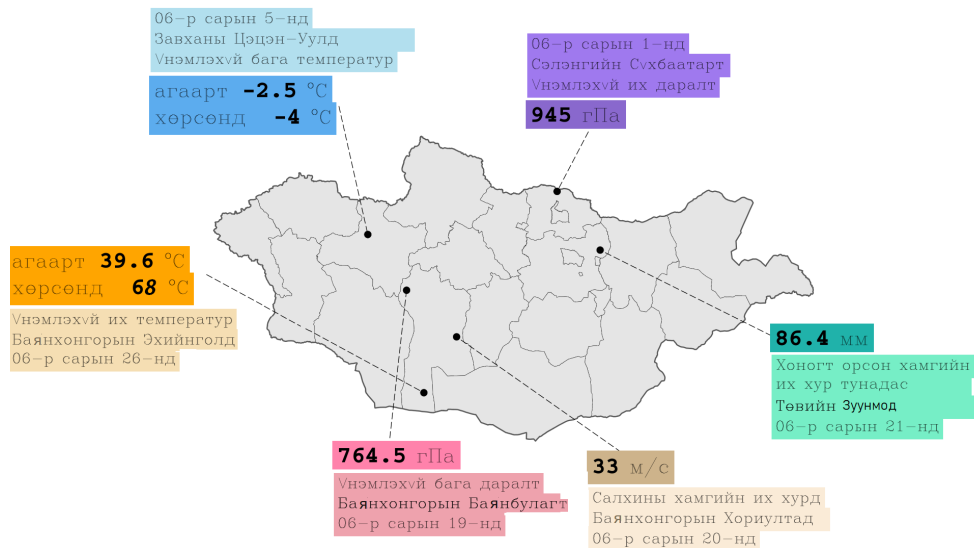 06-р сарын 5-нд
Завханы Цэцэн-Уулд
Vнэмлэхvй бага температур
агаарт -2.5 °C
хөрсөнд -4 °C
06-р сарын 1-нд
Сэлэнгийн Сvхбаатарт
Vнэмлэхvй их даралт
945 гПа
агаарт 39.6 °C
хөрсөнд 68 °C
Vнэмлэхvй их температур
Баянхонгорын Эхийнголд
06-р сарын 26-нд
86.4 мм
Хоногт орсон хамгийн
их хур тунадас
Төвийн Зуунмод
06-р сарын 21-нд
764.5 гПа
Vнэмлэхvй бага даралт
Баянхонгорын Баянбулагт
06-р сарын 19-нд
33 м/с
Салхины хамгийн их хурд
Баянхонгорын Хориултад
06-р сарын 20-нд